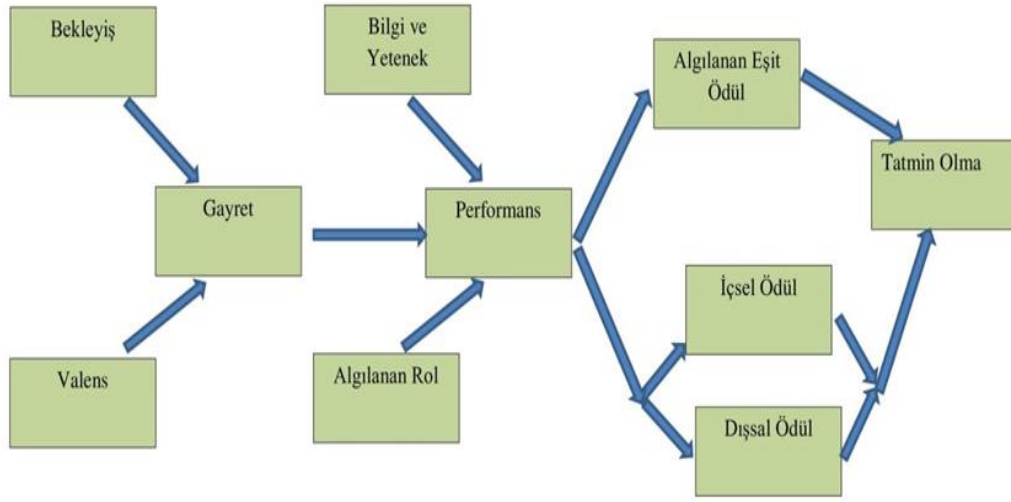 Bekleyiş
Bilgi ve
Yetenek
Algılanan Eşit
Ödül
Tatmin Olma
Gayret
Performans
İçsel Ödül
Valens
Algılanan Rol
Dışsal Ödül